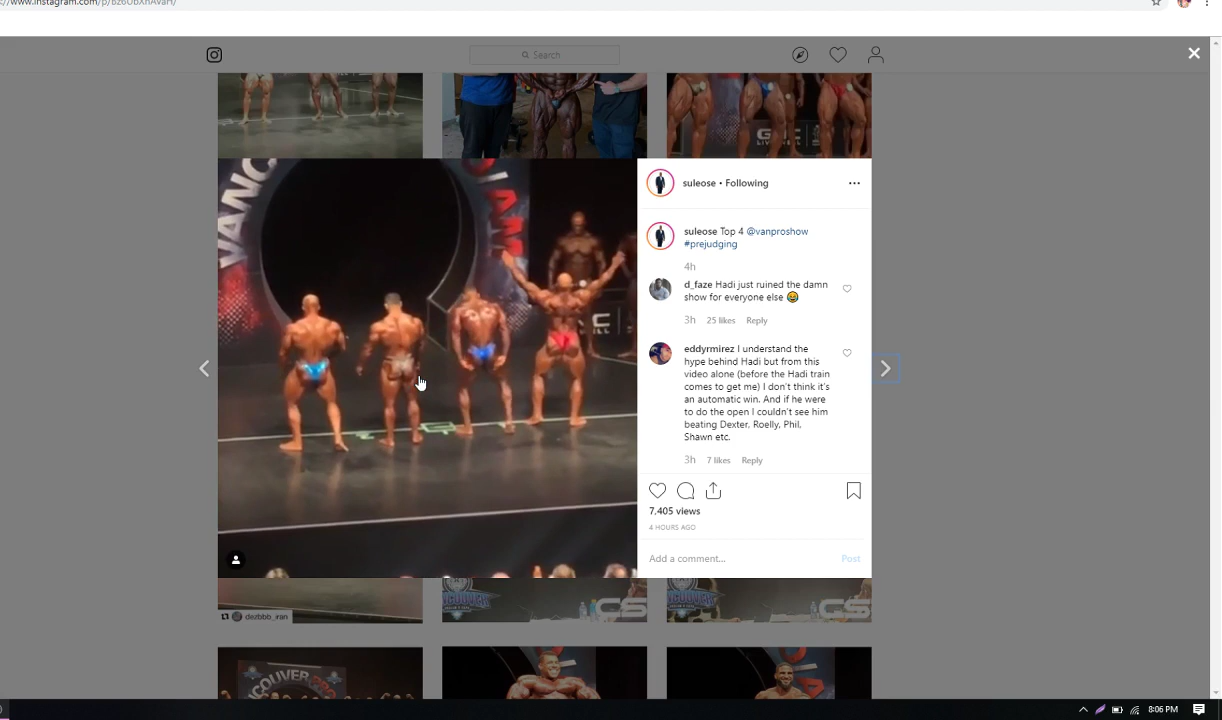 ://www.instagram.com/p/Bz6UbXnAVaH/
Search
VANC
suleose • Following
suleose Top 4 @vanproshow
#prejudging
4h
d_faze Hadi just ruined the damn
show for everyone else 😂
3h 25 likes Reply
eddyrmirez I understand the
hype behind Hadi but from this
video alone (before the Hadi train
comes to get me) I don't think it's
an automatic win. And if he were
to do the open I couldn't see him
beating Dexter, Roelly, Phil,
Shawn etc.
3h 7 likes Reply
7,405 views
4 HOURS AGO
Add a comment... Post
dezbbb_iran
8:06 PM